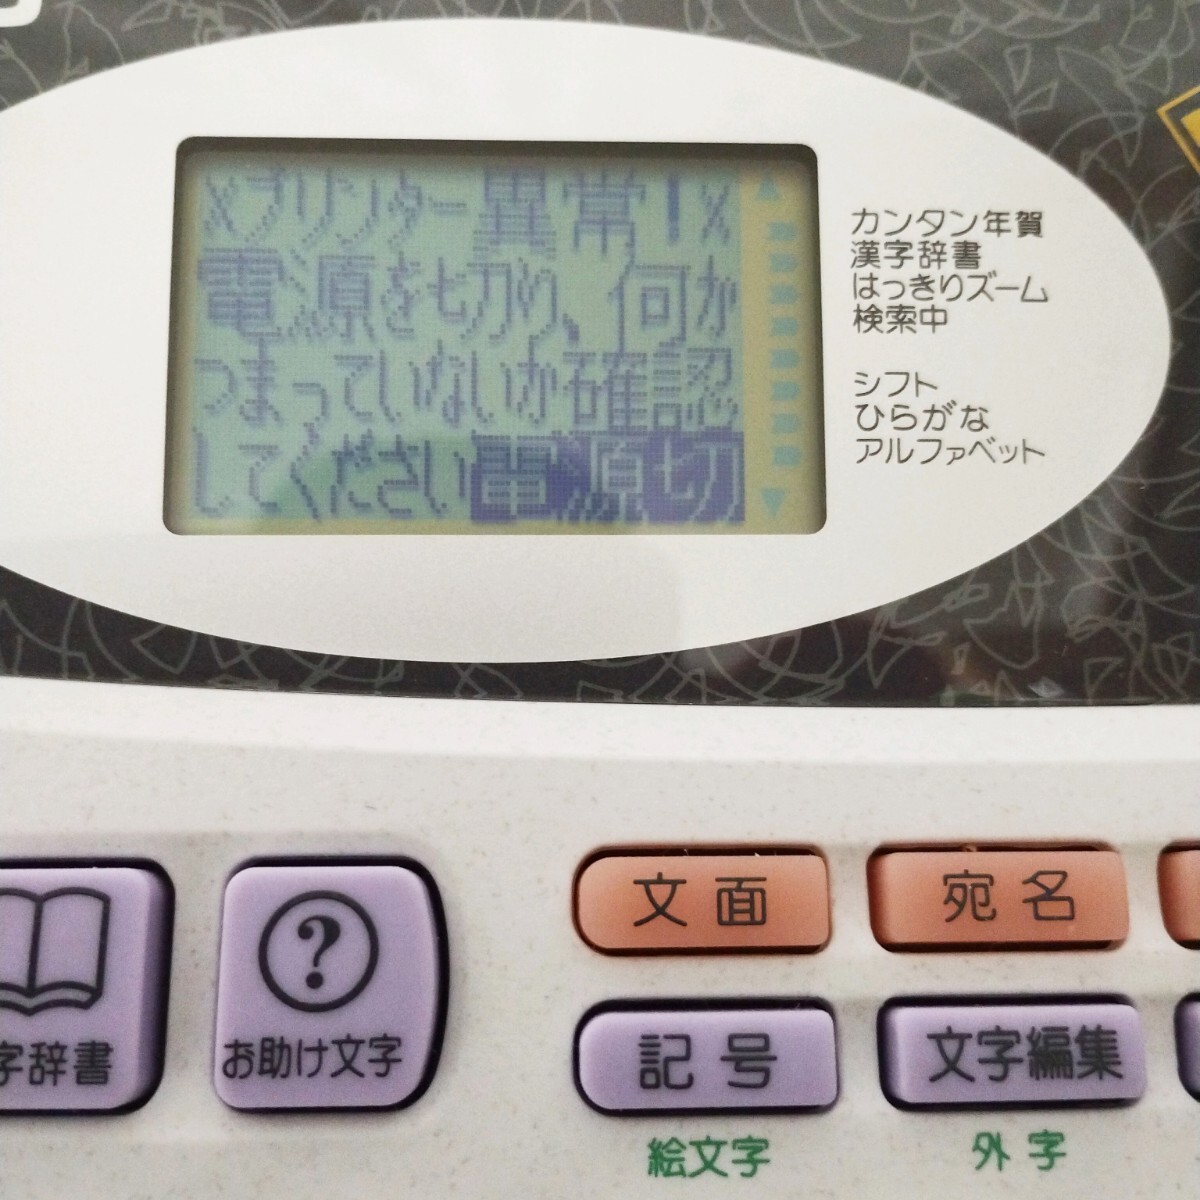 ×プリンター異常!×
電源を切め、何か
つまっていないか確認
してください電源切
カンタン年賀
漢字辞書
はっきりズーム
検索中
シフト
ひらがな
アルファベット
文面
宛名
字辞書
お助け文字
記号
文字編集
絵文字
外字